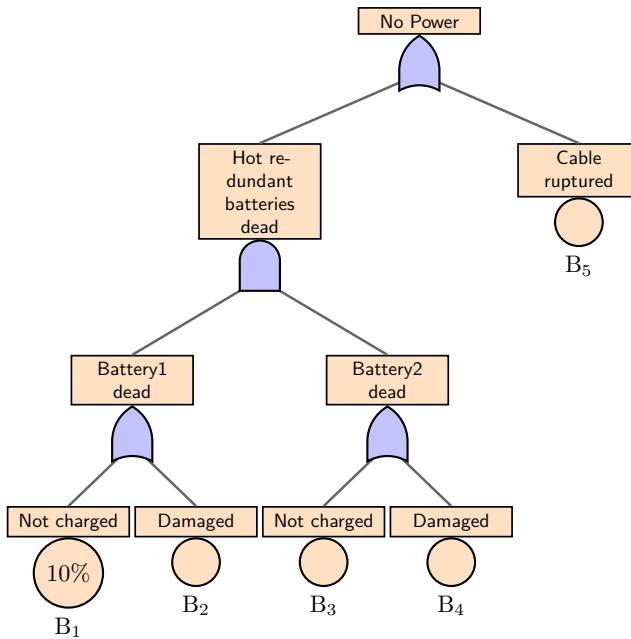 No Power
Hot re-
dundant
batteries
dead
Cable
ruptured
B5
Battery1
dead
Battery2
dead
Not charged
Damaged
Not charged
Damaged
10%
B1
B2
B3
B4